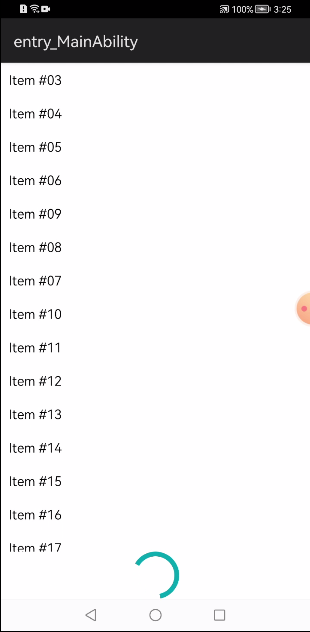 100% 3:25
entry_MainAbility
Item #03
Item #04
Item #05
Item #06
Item #09
Item #08
Item #07
Item #10
Item #11
Item #12
Item #13
Item #14
Item #15
Item #16
Item #17